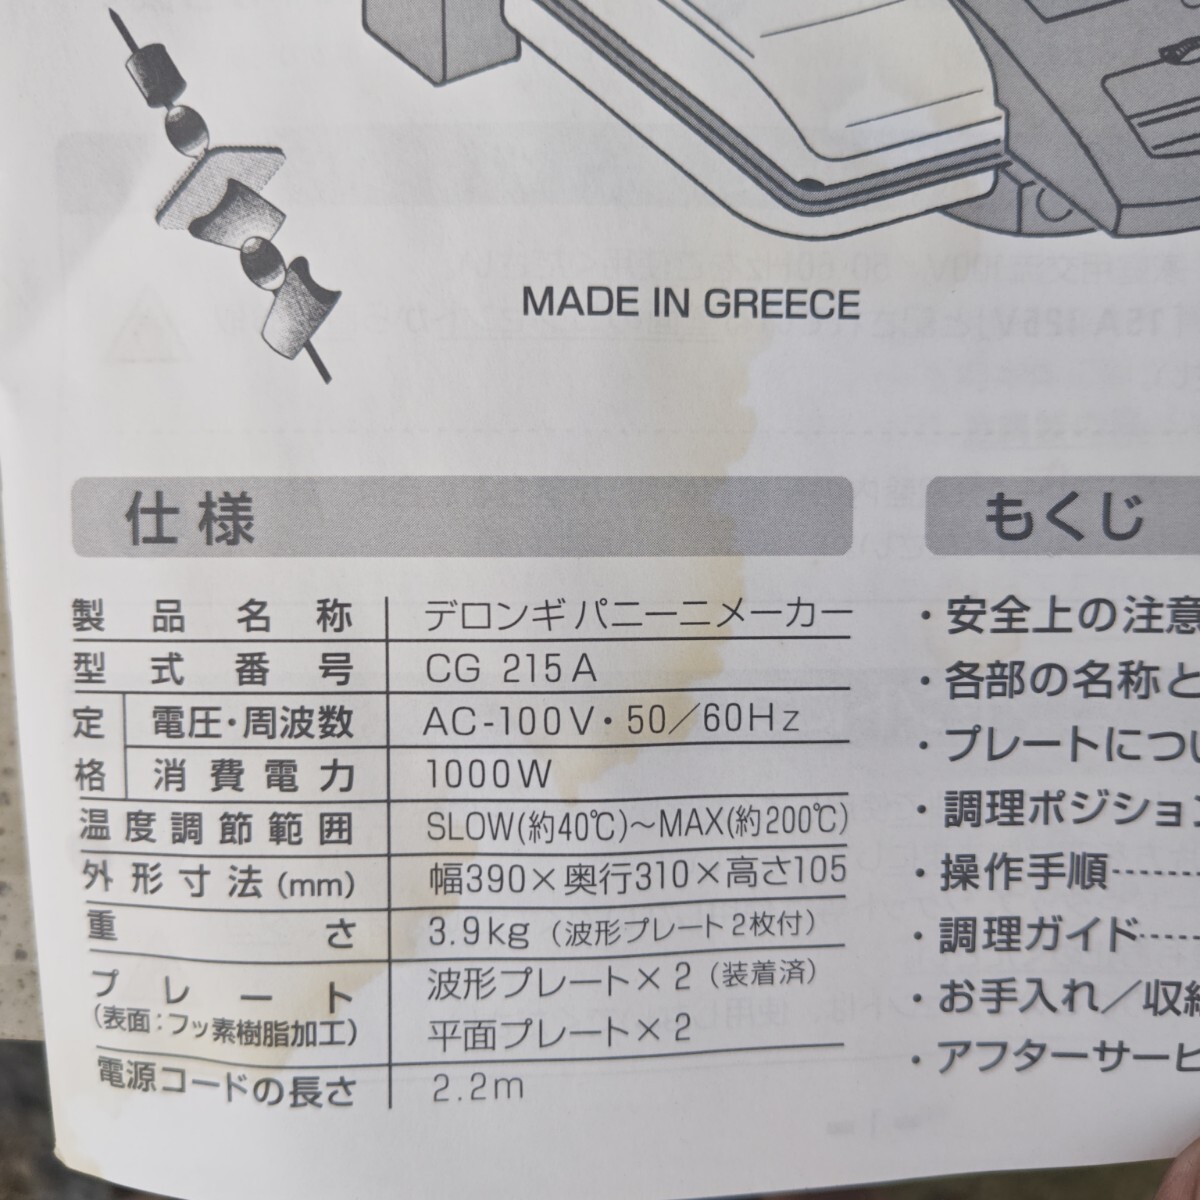 MADE IN GREECE
仕様
製品名称 デロンギ パニーニメーカー
型式番号 CG 215A
定格 電圧・周波数 AC-100V・50／60Hz
消費電力 1000W
温度調節範囲 SLOW(約40℃)～MAX(約200℃)
外形寸法(mm) 幅390×奥行310×高さ105
重さ 3.9kg（波形プレート2枚付）
プレート 波形プレート×2（装着済）
（表面：フッ素樹脂加工） 平面プレート×2
電源コードの長さ 2.2m
もくじ
・安全上の注意
・各部の名称と
・プレートについ
・調理ポジショ
・操作手順
・調理ガイド
・お手入れ／収納
・アフターサービ